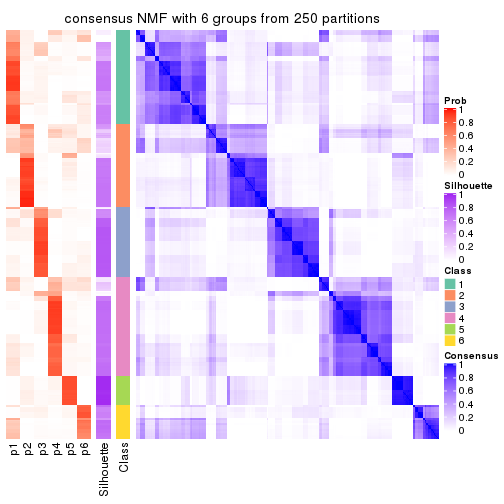 consensus NMF with 6 groups from 250 partitions
Prob
1
0.8
0.6
0.4
0.2
0
Silhouette
1
0.8
0.6
0.4
0.2
0
Class
1
2
3
4
5
6
Consensus
1
0.8
0.6
0.4
0.2
0
p1
p2
p3
p4
p5
p6
Silhouette
Class